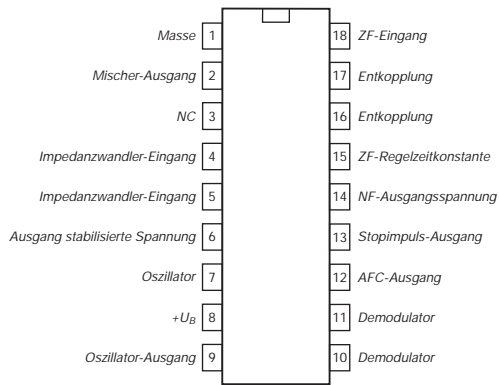 Masse 1 18 ZF-Eingang
Mischer-Ausgang 2 17 Entkopplung
NC 3 16 Entkopplung
Impedanzwandler-Eingang 4 15 ZF-Regelzeitkonstante
Impedanzwandler-Eingang 5 14 NF-Ausgangsspannung
Ausgang stabilisierte Spannung 6 13 Stopimpuls-Ausgang
Oszillator 7 12 AFC-Ausgang
+UB 8 11 Demodulator
Oszillator-Ausgang 9 10 Demodulator